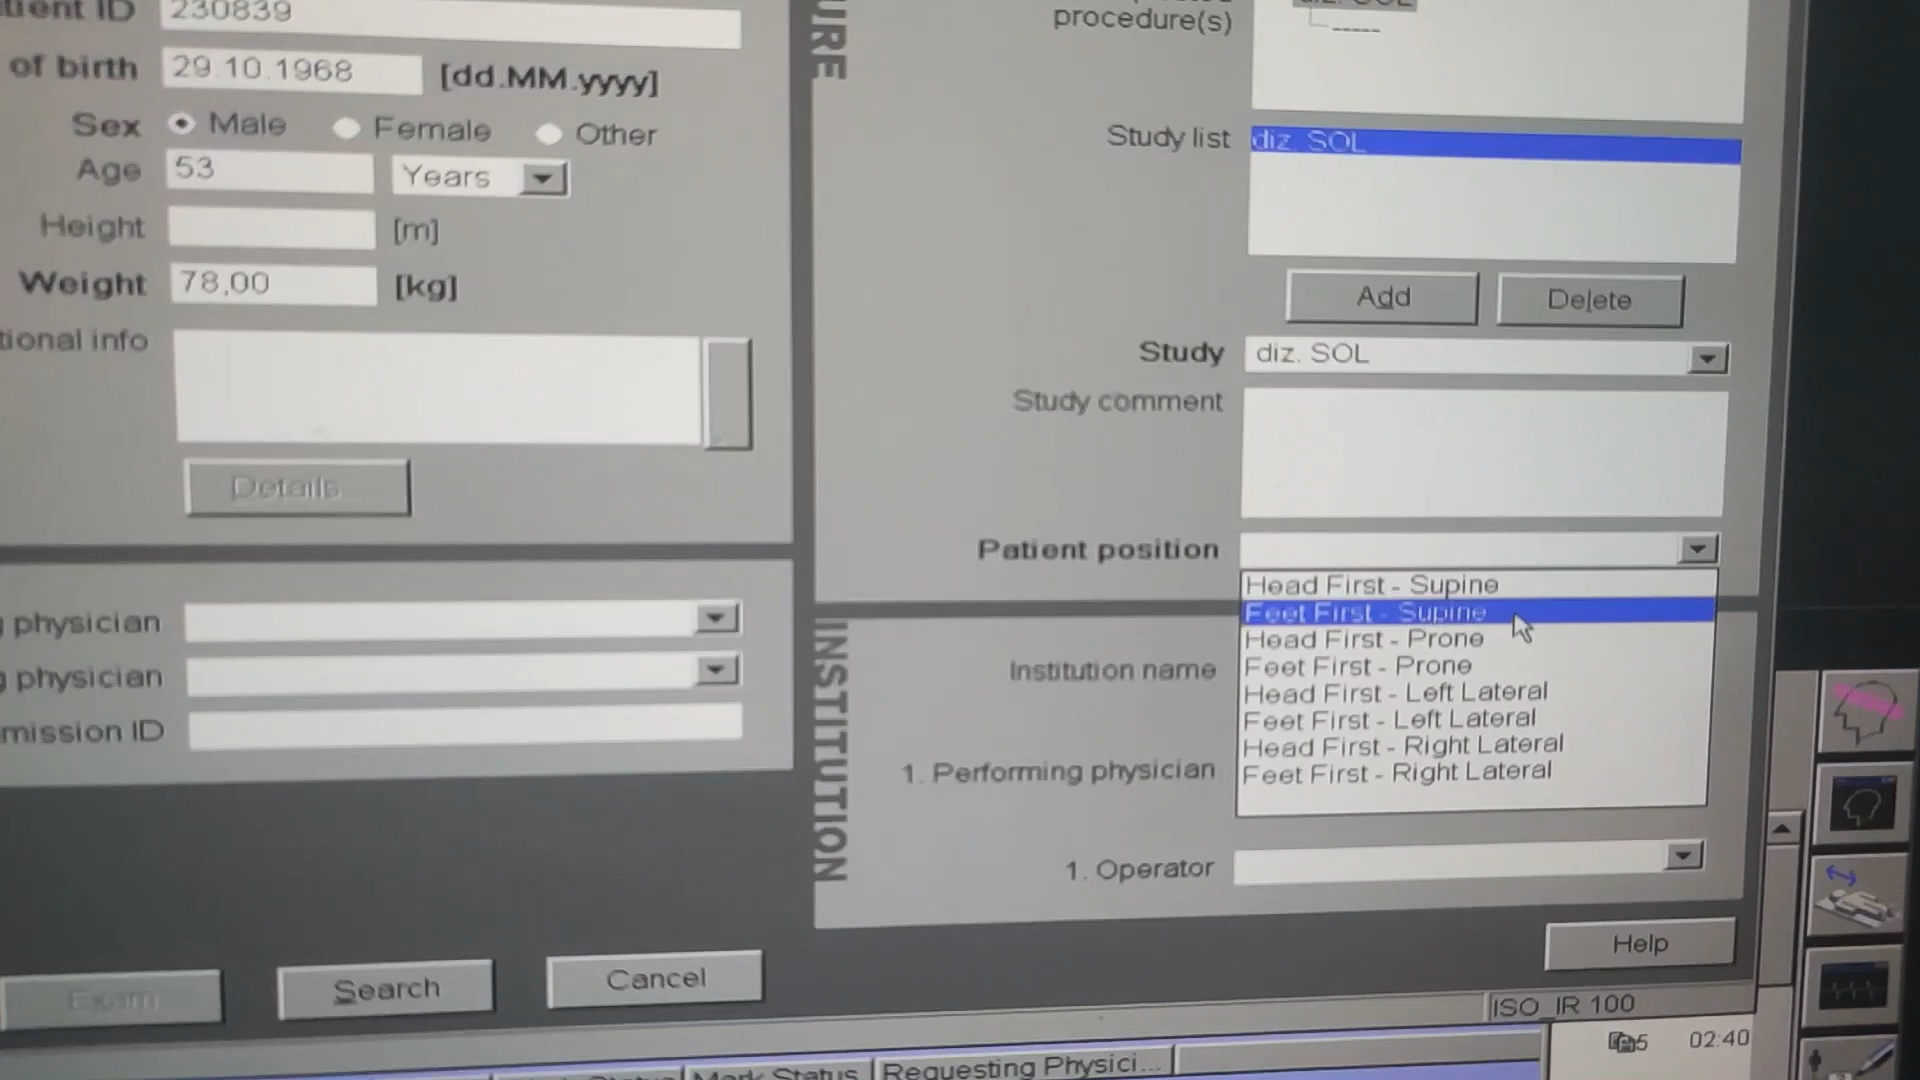 ID
230839
of birth
29.10.1968
[dd.MM.yyyy]
Sex
Male
Female
Other
Age
53
Years
Height
[m]
Weight
78,00
[kg]
info
Details...
physician
physician
ID
Search
Cancel
procedure(s)
Study list
diz. SOL
Add
Delete
Study
diz. SOL
Study comment
Patient position
Head First - Supine
Feet First - Supine
Head First - Prone
Feet First - Prone
Head First - Left Lateral
Feet First - Left Lateral
Head First - Right Lateral
Feet First - Right Lateral
INSTITUTION
Institution name
1. Performing physician
1. Operator
Help
ISO_IR 100
5
02:40
Mark Status
Requesting Physici...
Exam